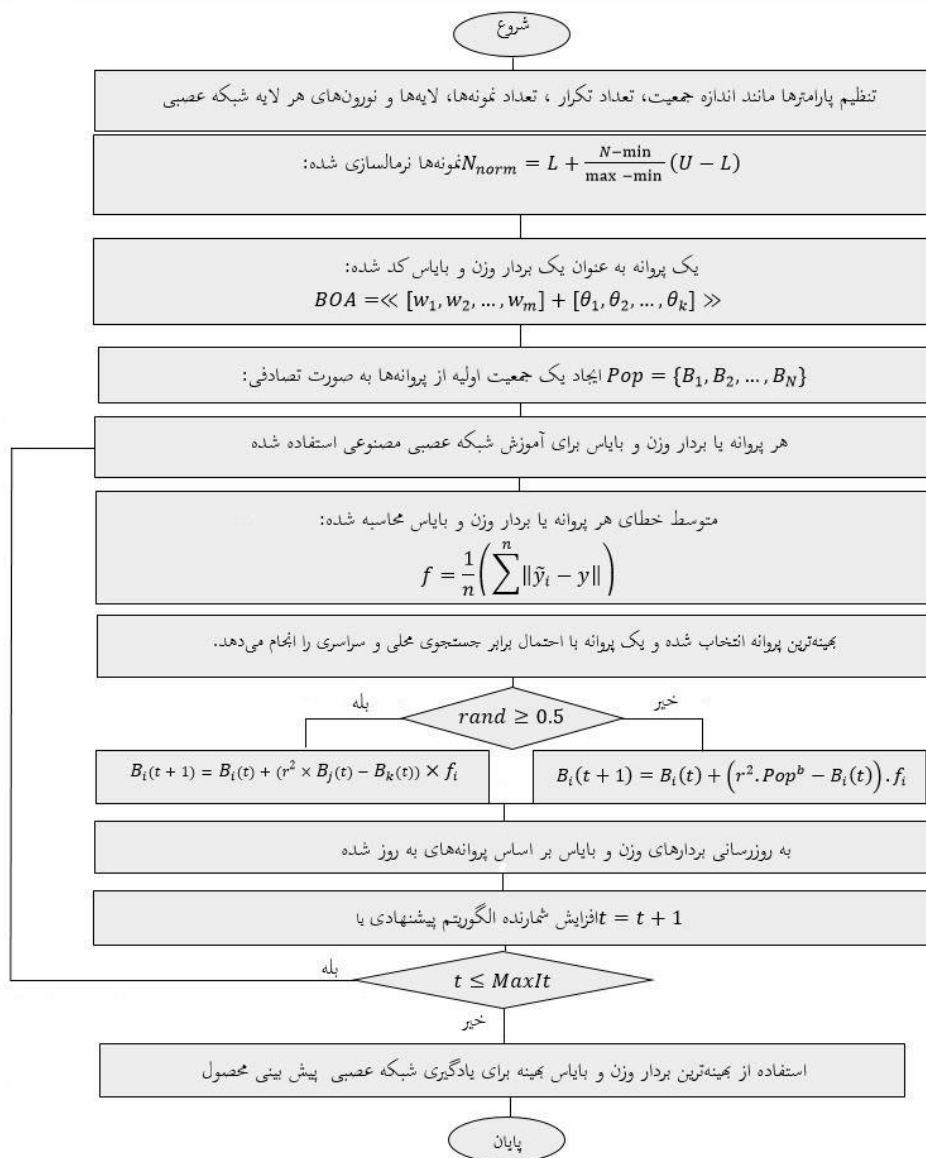 شروع
تنظیم پارامترها مانند اندازه جمعیت، تعداد تکرار ، تعداد نمونه‌ها، لایه‌ها و نورون‌های هر لایه شبکه عصبی
نمونه‌ها نرمالسازی شده: N_{norm} = L + \frac{N-min}{max-min} (U - L)
یک پروانه به عنوان یک بردار وزن و بایاس کد شده:
BOA =≪ [w_1, w_2, ..., w_m] + [θ_1, θ_2, ..., θ_k] ≫
ایجاد یک جمعیت اولیه از پروانه‌ها به صورت تصادفی: Pop = {B_1, B_2, ..., B_N}
هر پروانه یا بردار وزن و بایاس برای آموزش شبکه عصبی مصنوعی استفاده شده
متوسط خطای هر پروانه یا بردار وزن و بایاس محاسبه شده:
f = \frac{1}{n} ( \sum^{n} ||ỹ_i − y|| )
بهینه‌ترین پروانه انتخاب شده و یک پروانه با احتمال برابر جستجوی محلی و سراسری را انجام می‌دهد.
بله
rand ≥ 0.5
خیر
B_i(t + 1) = B_i(t) + (r^2 × B_j(t) − B_k(t)) × f_i
B_i(t + 1) = B_i(t) + (r^2. Pop^b − B_i(t)). f_i
به روزرسانی بردارهای وزن و بایاس بر اساس پروانه‌های به روز شده
افزایش شمارنده الگوریتم پیشنهادی با t = t + 1
بله
t ≤ MaxIt
خیر
استفاده از بهینه‌ترین بردار وزن و بایاس بهینه برای یادگیری شبکه عصبی پیش بینی محصول
پایان